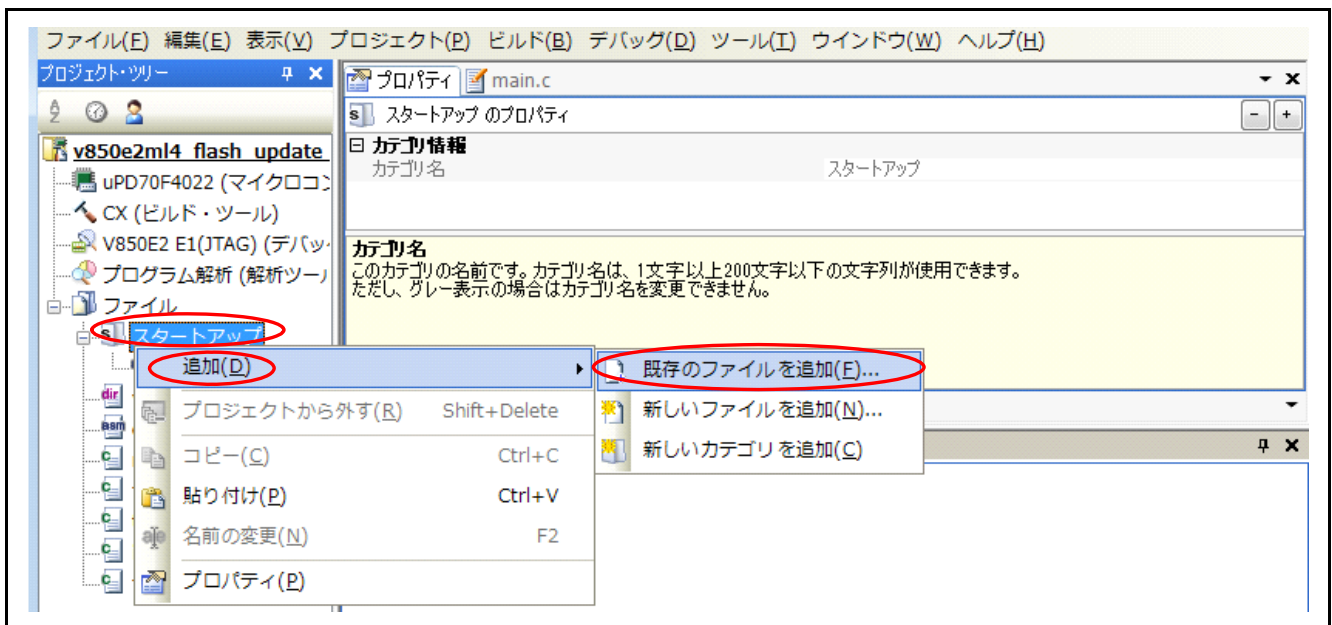 ファイル(F) 編集(E) 表示(V) プロジェクト(P) ビルド(B) デバッグ(D) ツール(T) ウインドウ(W) ヘルプ(H)
プロジェクト・ツリー
プロパティ main.c
スタートアップ のプロパティ
カテゴリ情報
カテゴリ名 スタートアップ
カテゴリ名
このカテゴリの名前です。カテゴリ名は、1文字以上200文字以下の文字列が使用できます。
ただし、グレー表示の場合はカテゴリ名を変更できません。
v850e2ml4_flash_update
uPD70F4022 (マイクロコン
CX (ビルド・ツール)
V850E2 E1(JTAG) (デバッ
プログラム解析 (解析ツー
ファイル
スタートアップ
追加(D)
プロジェクトから外す(R) Shift+Delete
コピー(C) Ctrl+C
貼り付け(P) Ctrl+V
名前の変更(N) F2
プロパティ(P)
既存のファイルを追加(F)...
新しいファイルを追加(N)...
新しいカテゴリを追加(C)